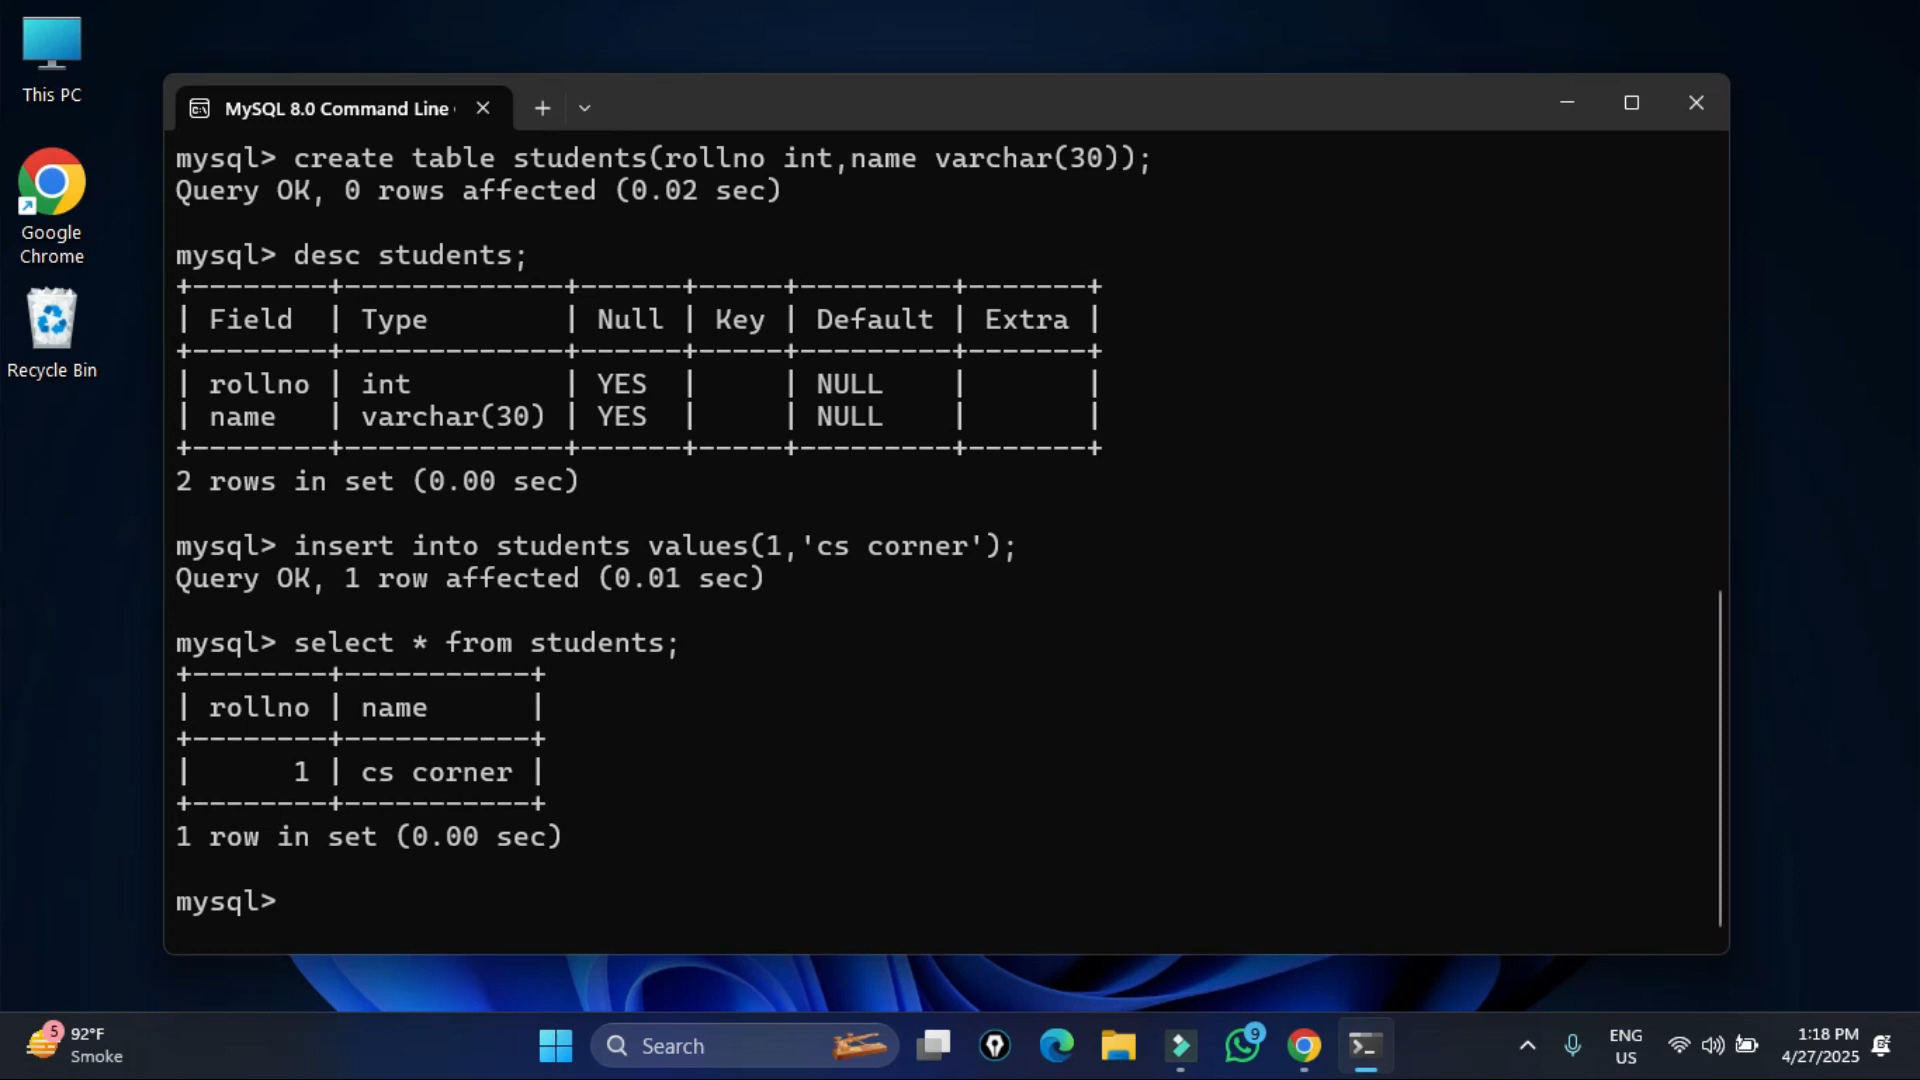 This PC
Google
Chrome
Recycle Bin
MySQL 8.0 Command Line
mysql> create table students(rollno int,name varchar(30));
Query OK, 0 rows affected (0.02 sec)
mysql> desc students;
+--------+-------------+------+-----+---------+-------+
| Field  | Type        | Null | Key | Default | Extra |
+--------+-------------+------+-----+---------+-------+
| rollno | int         | YES  |     | NULL    |       |
| name   | varchar(30) | YES  |     | NULL    |       |
+--------+-------------+------+-----+---------+-------+
2 rows in set (0.00 sec)
mysql> insert into students values(1,'cs corner');
Query OK, 1 row affected (0.01 sec)
mysql> select * from students;
+--------+-----------+
| rollno | name      |
+--------+-----------+
|      1 | cs corner |
+--------+-----------+
1 row in set (0.00 sec)
mysql>
5
92°F
Smoke
Search
9
ENG
US
1:18 PM
4/27/2025